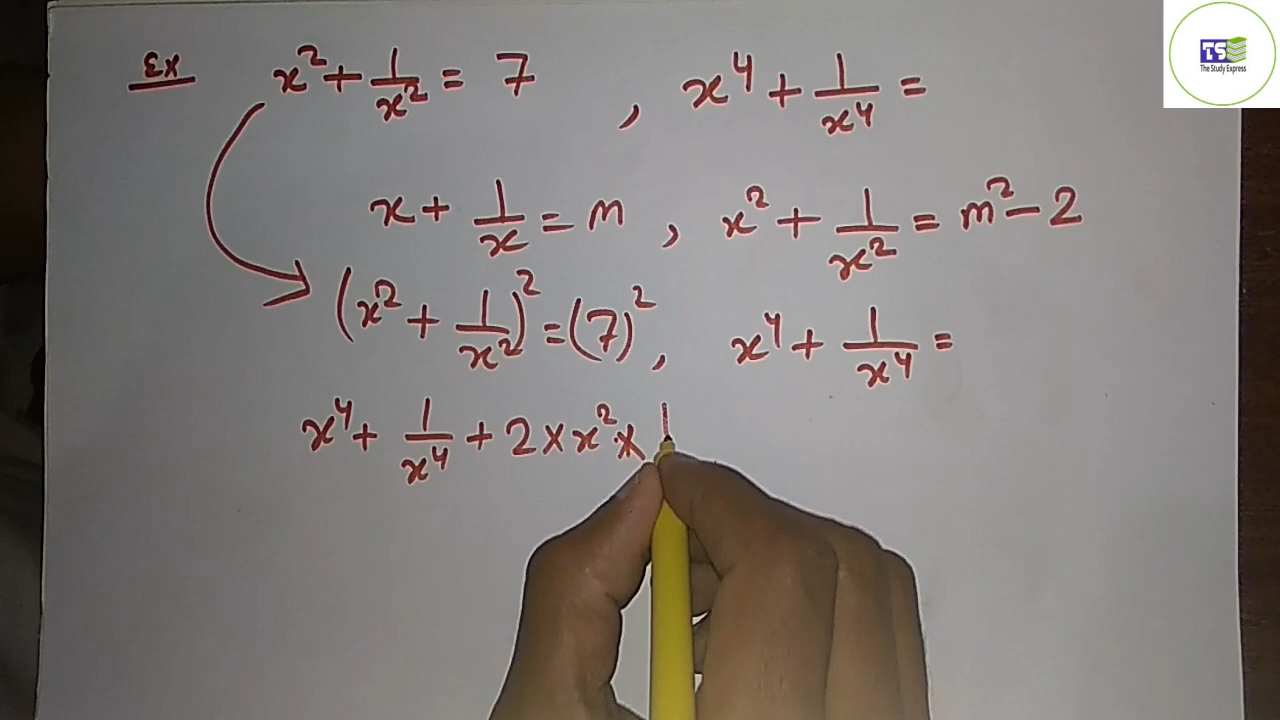 TS
The Study Express
Ex x² + 1/x² = 7 , x⁴ + 1/x⁴ =
x + 1/x = m , x² + 1/x² = m² - 2
(x² + 1/x²)² = (7)² , x⁴ + 1/x⁴ =
x⁴ + 1/x⁴ + 2 × x² × 1